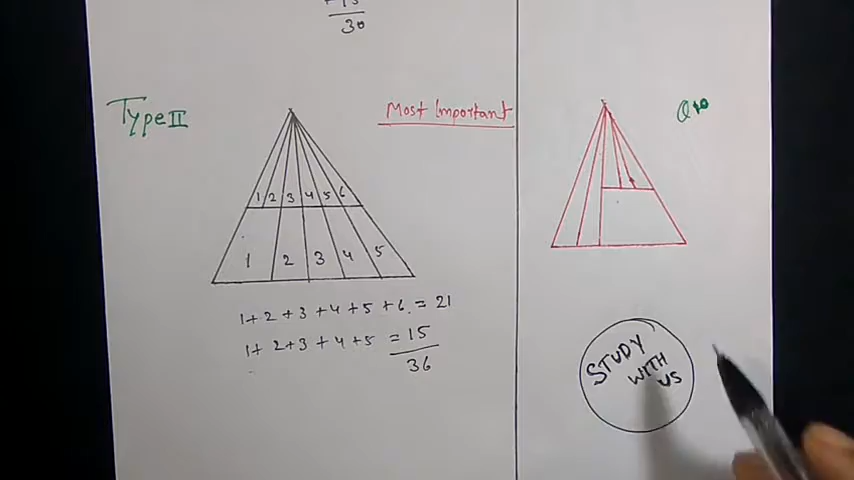 30
Type II
Most Important
1 2 3 4 5 6
1 2 3 4 5
1+2+3+4+5+6 = 21
1+2+3+4+5 = 15
36
STUDY
WITH
US